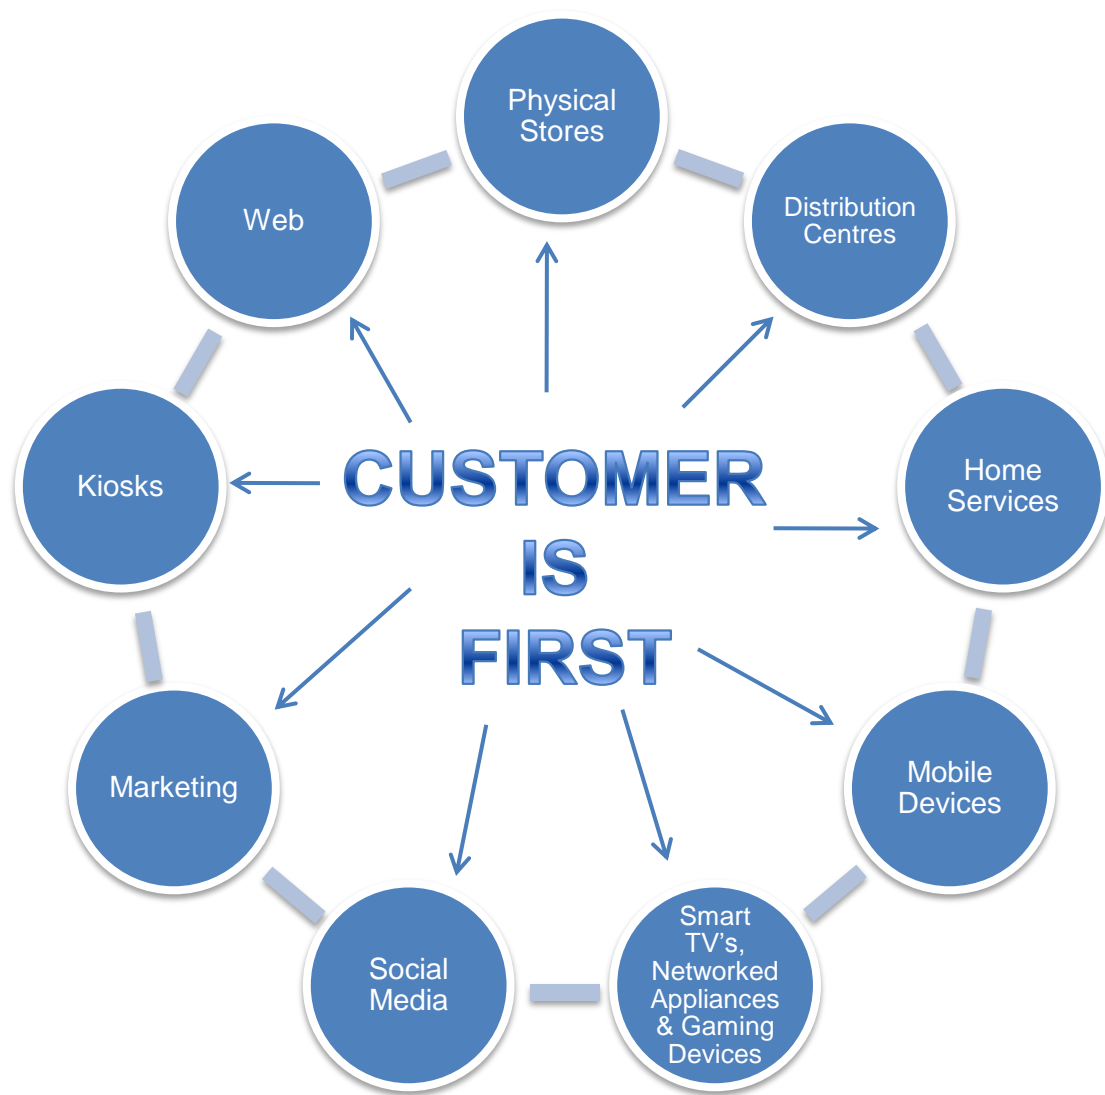 Physical
Stores
Distribution
Centres
Home
Services
Mobile
Devices
Smart
TV’s,
Networked
Appliances
& Gaming
Devices
Social
Media
Marketing
Kiosks
Web
CUSTOMER
IS
FIRST